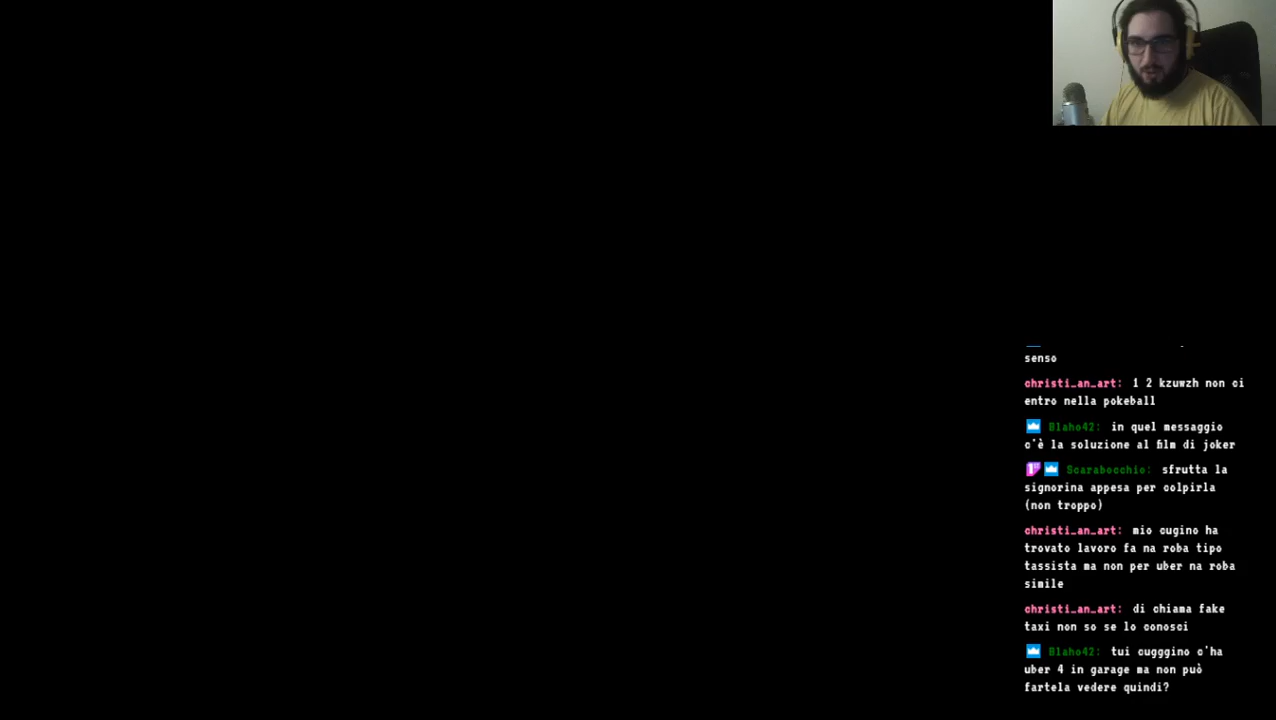 senso
christi_an_art: 1 2 kzuwzh non ci
entro nella pokeball
Blaho42: in quel messaggio
c'è la soluzione al film di joker
Scarabocchio: sfrutta la
signorina appesa per colpirla
(non troppo)
christi_an_art: mio cugino ha
trovato lavoro fa na roba tipo
tassista ma non per uber na roba
simile
christi_an_art: di chiama fake
taxi non so se lo conosci
Blaho42: tui cugggino c'ha
uber 4 in garage ma non può
fartela vedere quindi?